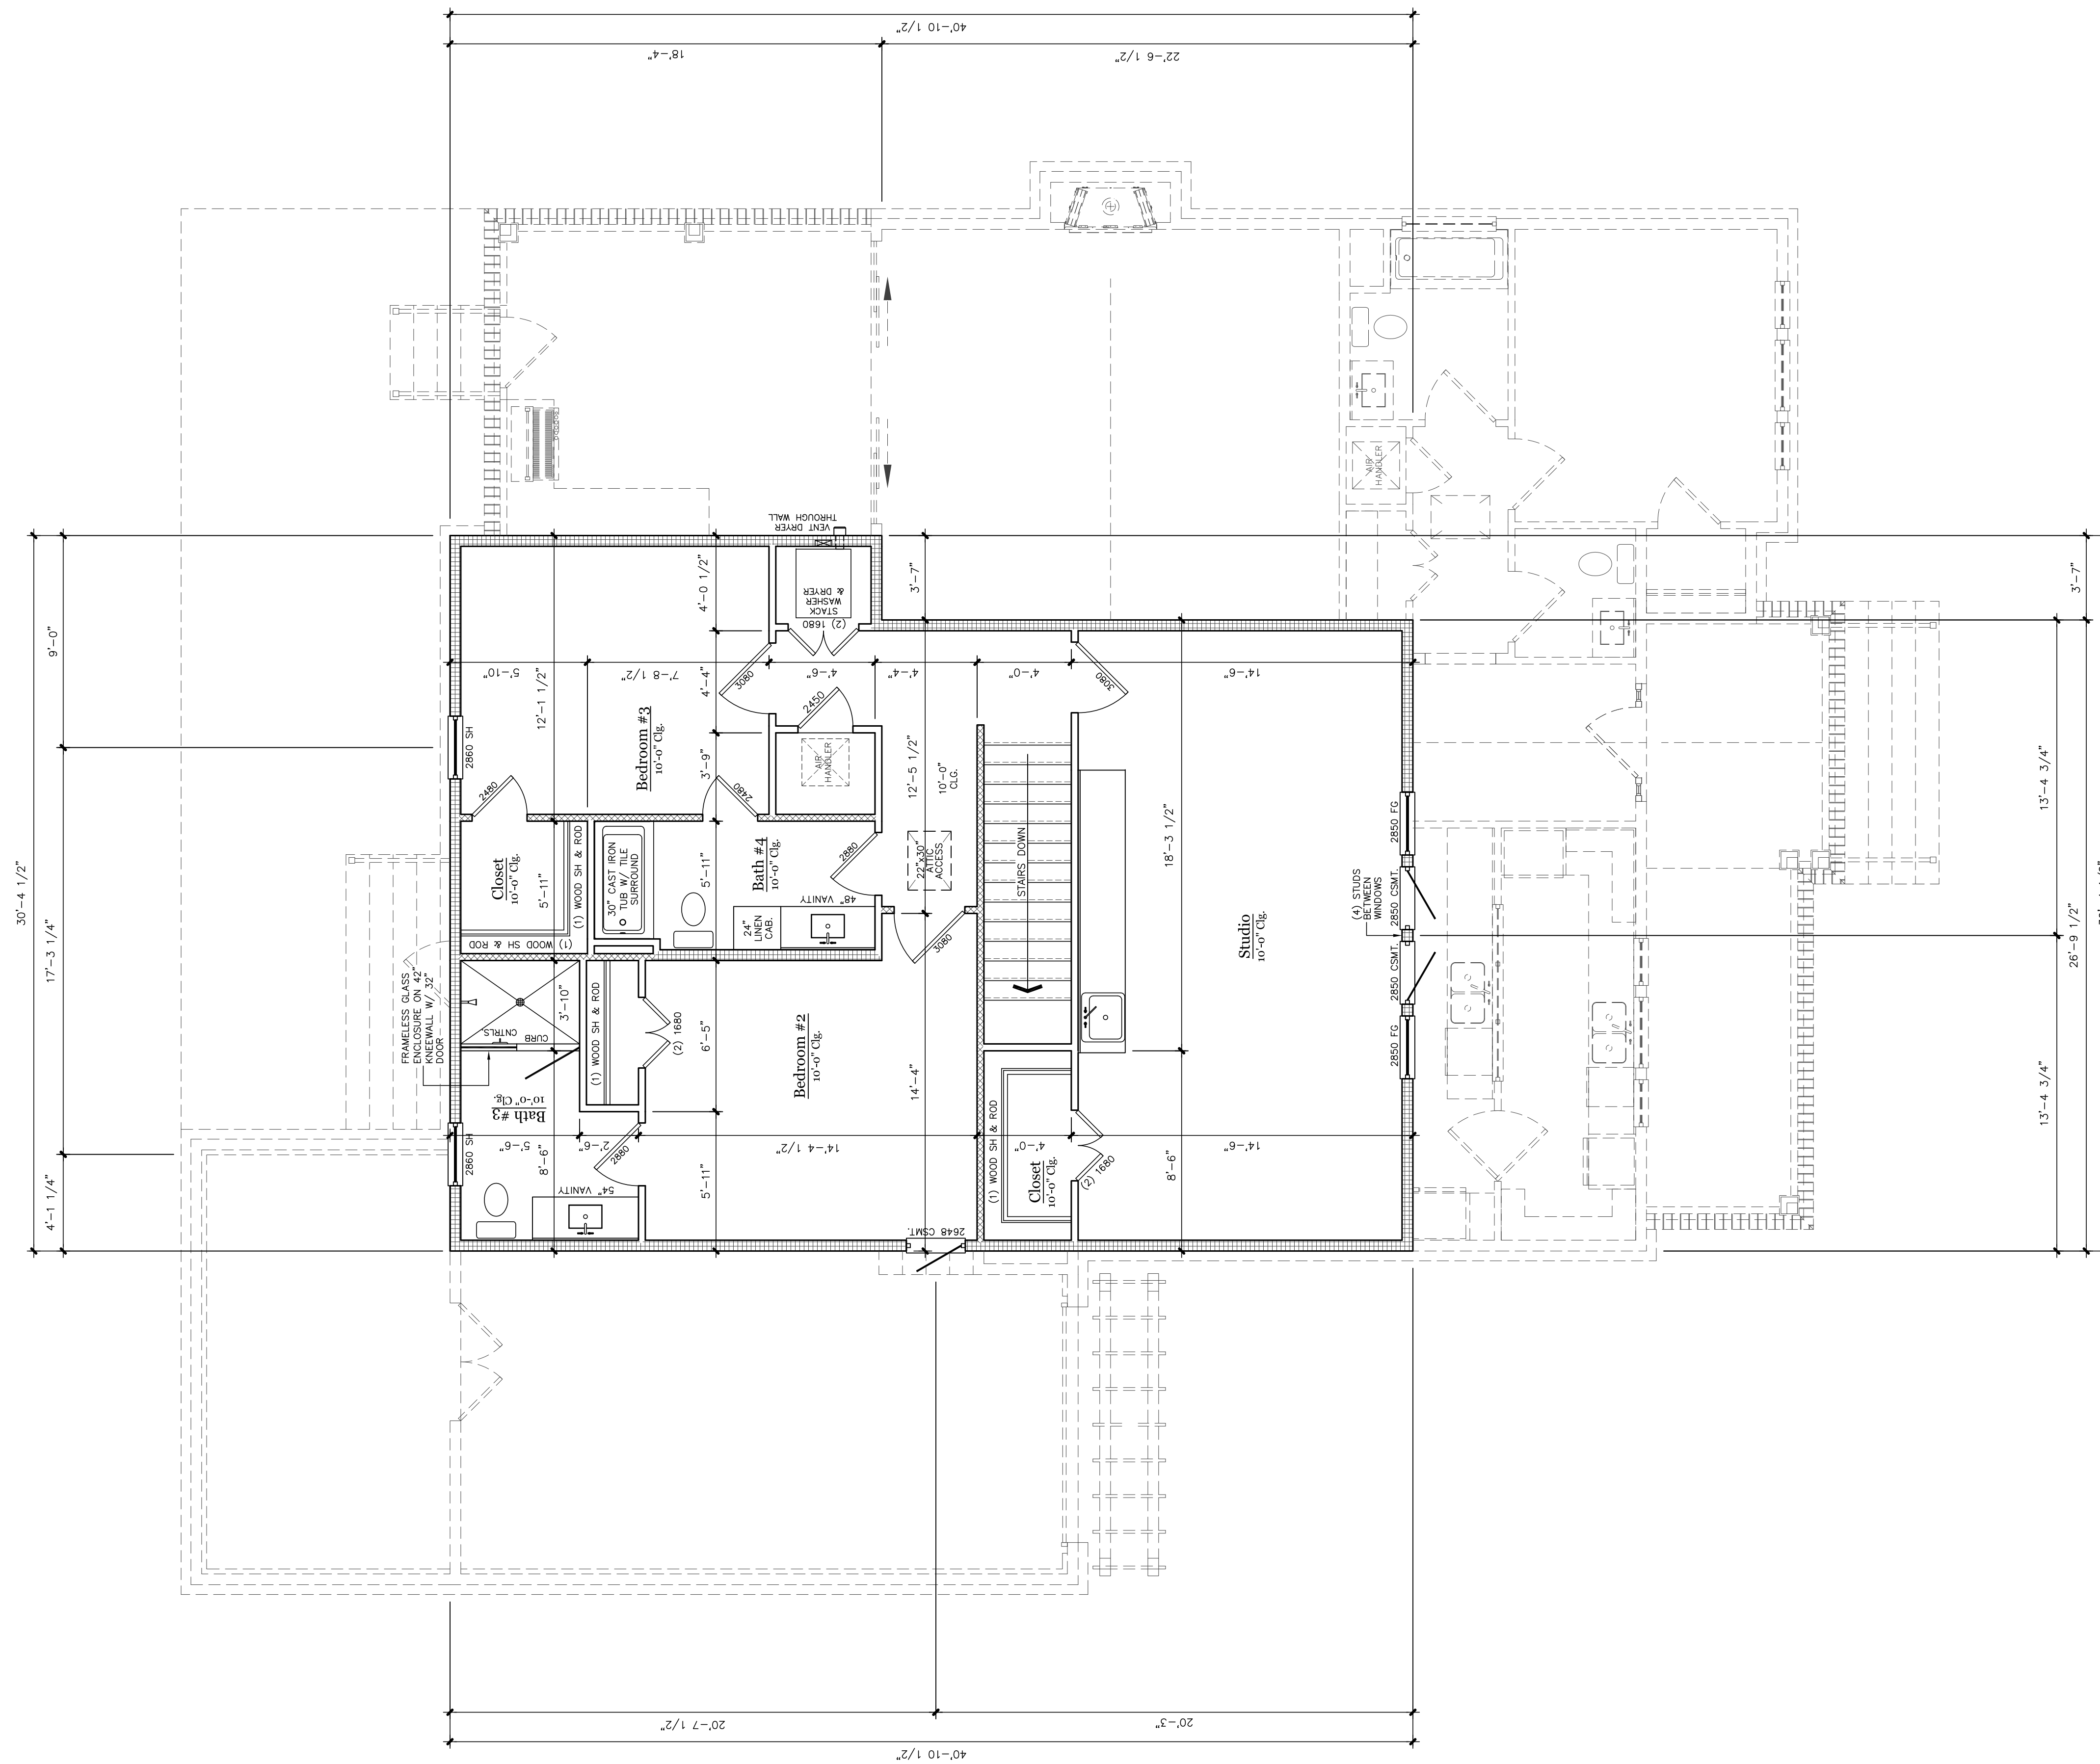 40'-10 1/2"
18'-4"
22'-6 1/2"
VENT DRYER
THROUGH WALL
30'-4 1/2"
9'-0"
17'-3 1/4"
4'-1 1/4"
12'-1 1/2"
4'-0 1/2"
3'-7"
STACK
WASHER
& DRYER
(2) 1680
5'-10"
7'-8 1/2"
4'-6"
4'-4"
4'-0"
14'-6"
4'-4"
3080
3080
2450
2860 SH
Bedroom #3
10'-0" Clg.
3'-9"
AIR
HANDLER
12'-5 1/2"
10'-0"
CLG.
2480
2480
Closet
10'-0" Clg.
5'-11"
(1) WOOD SH & ROD
(1) WOOD SH & ROD
30" CAST IRON
TUB W/ TILE
SURROUND
5'-11"
Bath #4
10'-0" Clg.
2880
48" VANITY
24"
LINEN
CAB.
22"x30"
ATTIC
ACCESS
3080
STAIRS DOWN
18'-3 1/2"
Studio
10'-0" Clg.
(4) STUDS
BETWEEN
WINDOWS
2850 FG
2850 CSMT.
2850 CSMT.
2850 FG
FRAMELESS GLASS
ENCLOSURE ON 42"
KNEEWALL W/ 32"
DOOR
CNTRLS.
CURB
3'-10"
(1) WOOD SH & ROD
(2) 1680
6'-5"
Bedroom #2
10'-0" Clg.
14'-4"
Bath #3
10'-0" Clg.
2860 SH
5'-6"
2'-6"
14'-4 1/2"
4'-0"
14'-6"
8'-6"
2880
54" VANITY
5'-11"
2648 CSMT.
(1) WOOD SH & ROD
Closet
10'-0" Clg.
(2) 1680
8'-6"
AIR
HANDLER
3'-7"
13'-4 3/4"
26'-9 1/2"
13'-4 3/4"
20'-7 1/2"
20'-3"
40'-10 1/2"